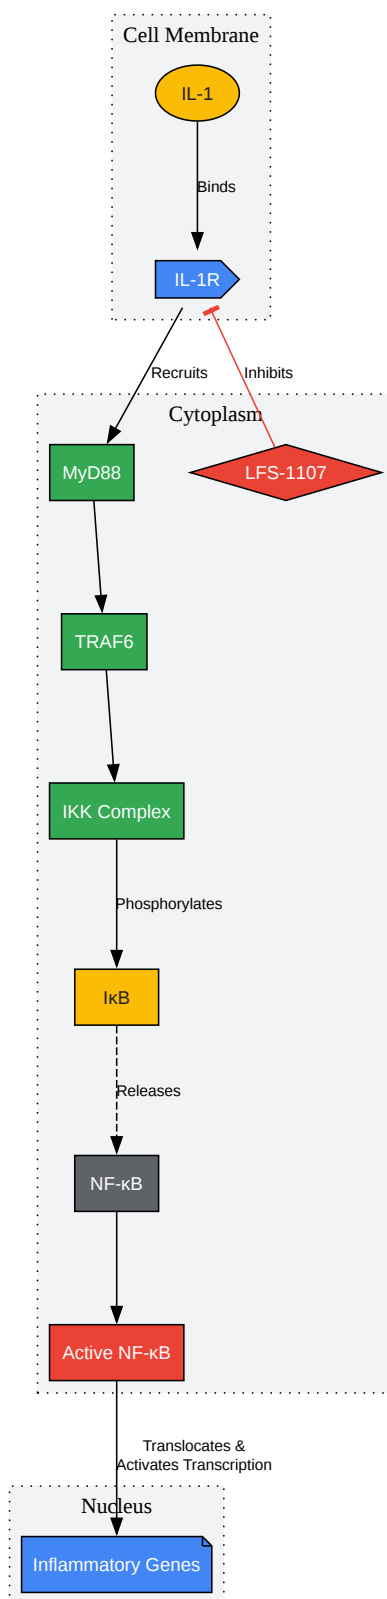 Cell Membrane
IL-1
Binds
IL-1R
Recruits
Inhibits
Cytoplasm
MyD88
LFS-1107
TRAF6
IKK Complex
Phosphorylates
IκB
Releases
NF-κB
Active NF-κB
Translocates &
Activates Transcription
Nucleus
Inflammatory Genes